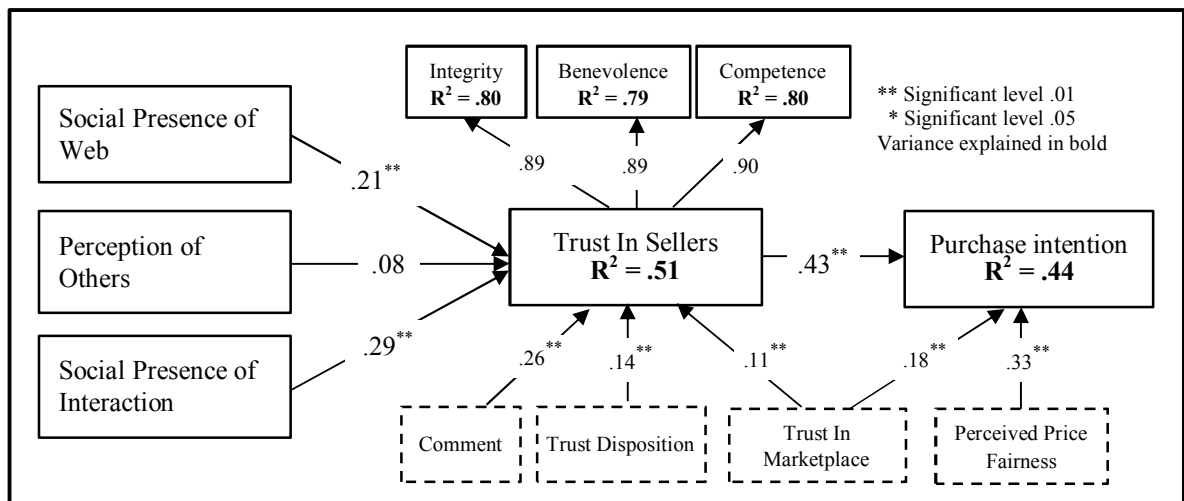 Integrity
R² = .80
Benevolence
R² = .79
Competence
R² = .80
** Significant level .01
* Significant level .05
Variance explained in bold
Social Presence of
Web
.21**
.89
.89
.90
Perception of
Others
.08
Trust In Sellers
R² = .51
.43**
Purchase intention
R² = .44
Social Presence of
Interaction
.29**
.26**
.14**
.11**
.18**
.33**
Comment
Trust Disposition
Trust In
Marketplace
Perceived Price
Fairness